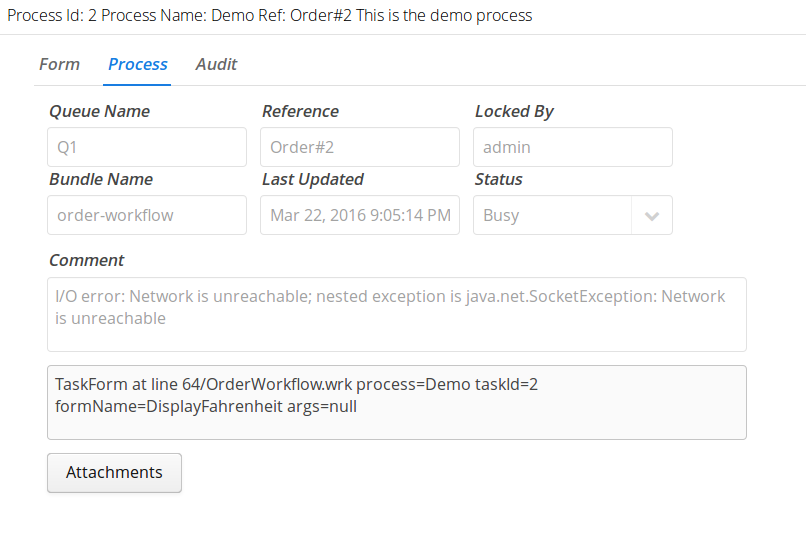 Process Id: 2 Process Name: Demo Ref: Order#2 This is the demo process
Form Process Audit
Queue Name Reference Locked By
Q1 Order#2 admin
Bundle Name Last Updated Status
order-workflow Mar 22, 2016 9:05:14 PM Busy
Comment
I/O error: Network is unreachable; nested exception is java.net.SocketException: Network
is unreachable
TaskForm at line 64/OrderWorkflow.wrk process=Demo taskId=2
formName=DisplayFahrenheit args=null
Attachments